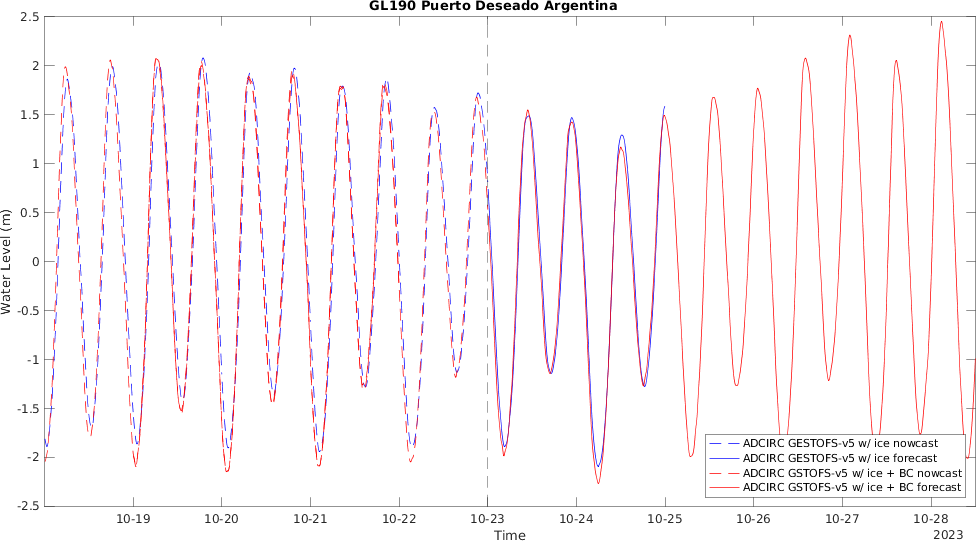 GL190 Puerto Deseado Argentina
2.5
2
1.5
1
0.5
0
-0.5
-1
-1.5
-2
-2.5
Water Level (m)
ADCIRC GESTOFS-v5 w/ ice nowcast
ADCIRC GESTOFS-v5 w/ ice forecast
ADCIRC GSTOFS-v5 w/ ice + BC nowcast
ADCIRC GSTOFS-v5 w/ ice + BC forecast
10-19 10-20 10-21 10-22 10-23 10-24 10-25 10-26 10-27 10-28
Time
2023